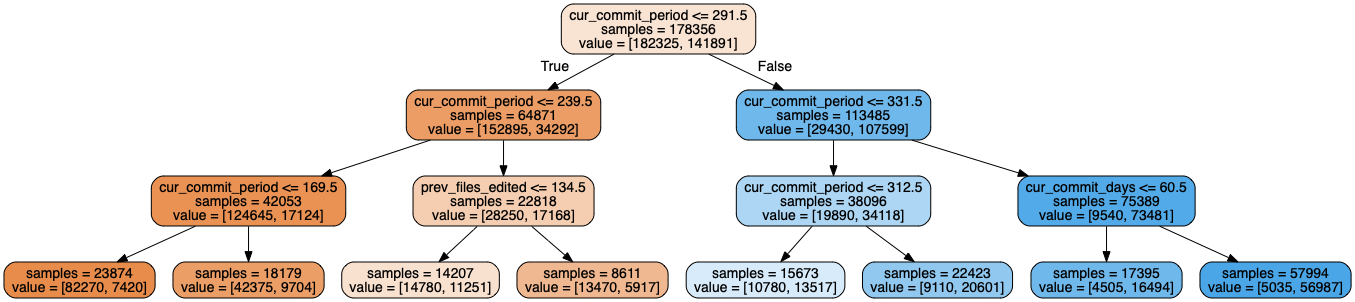 cur_commit_period <= 291.5
samples = 178356
value = [182325, 141891]
True
False
cur_commit_period <= 239.5
samples = 64871
value = [152895, 34292]
cur_commit_period <= 331.5
samples = 113485
value = [29430, 107599]
cur_commit_period <= 169.5
samples = 42053
value = [124645, 17124]
prev_files_edited <= 134.5
samples = 22818
value = [28250, 17168]
cur_commit_period <= 312.5
samples = 38096
value = [19890, 34118]
cur_commit_days <= 60.5
samples = 75389
value = [9540, 73481]
samples = 23874
value = [82270, 7420]
samples = 18179
value = [42375, 9704]
samples = 14207
value = [14780, 11251]
samples = 8611
value = [13470, 5917]
samples = 15673
value = [10780, 13517]
samples = 22423
value = [9110, 20601]
samples = 17395
value = [4505, 16494]
samples = 57994
value = [5035, 56987]